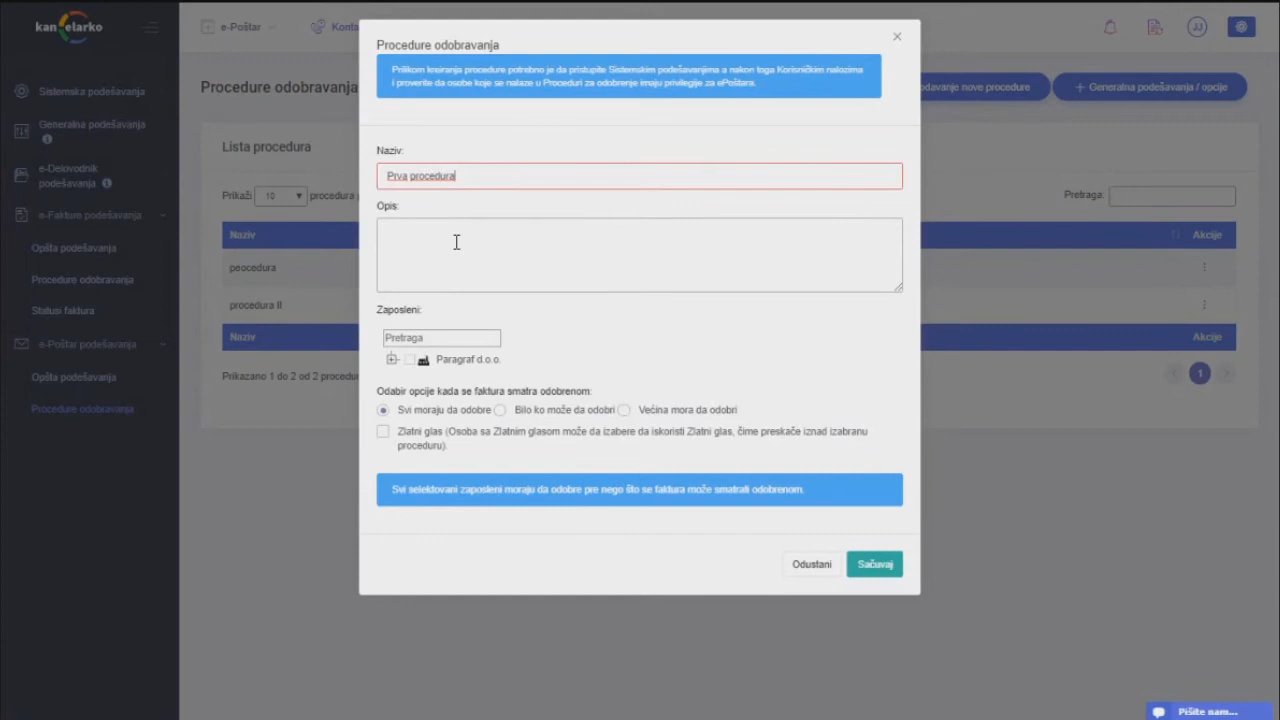 kancelarko
e-Poštar
Konta
JJ
Sistemska podešavanja
Generalna podešavanja
e-Delovodnik
podešavanja
e-Fakture podešavanja
Opšta podešavanja
Procedure odobravanja
Statusi faktura
e-Poštar podešavanja
Opšta podešavanja
Procedure odobravanja
Procedure odobravanja
odavanje nove procedure
+ Generalna podešavanja / opcije
Lista procedura
Prikaži 10 procedura
Pretraga:
Naziv
Akcije
peocedura
procedura II
Naziv
Akcije
Prikazano 1 do 2 od 2 procedu
1
Procedure odobravanja
Prilikom kreiranja procedure potrebno je da pristupite Sistemskim podešavanjima a nakon toga Korisničkim nalozima
i proverite da osobe koje se nalaze u Proceduri za odobrenje imaju privilegije za ePoštara.
Naziv:
Prva procedura
Opis:
Zaposleni:
Pretraga
Paragraf d.o.o.
Odabir opcije kada se faktura smatra odobrenom:
Svi moraju da odobre Bilo ko može da odobri Većina mora da odobri
Zlatni glas (Osoba sa Zlatnim glasom može da izabere da iskoristi Zlatni glas, čime preskače iznad izabranu
proceduru).
Svi selektovani zaposleni moraju da odobre pre nego što se faktura može smatrati odobrenom.
Odustani
Sačuvaj
Pišite nam...